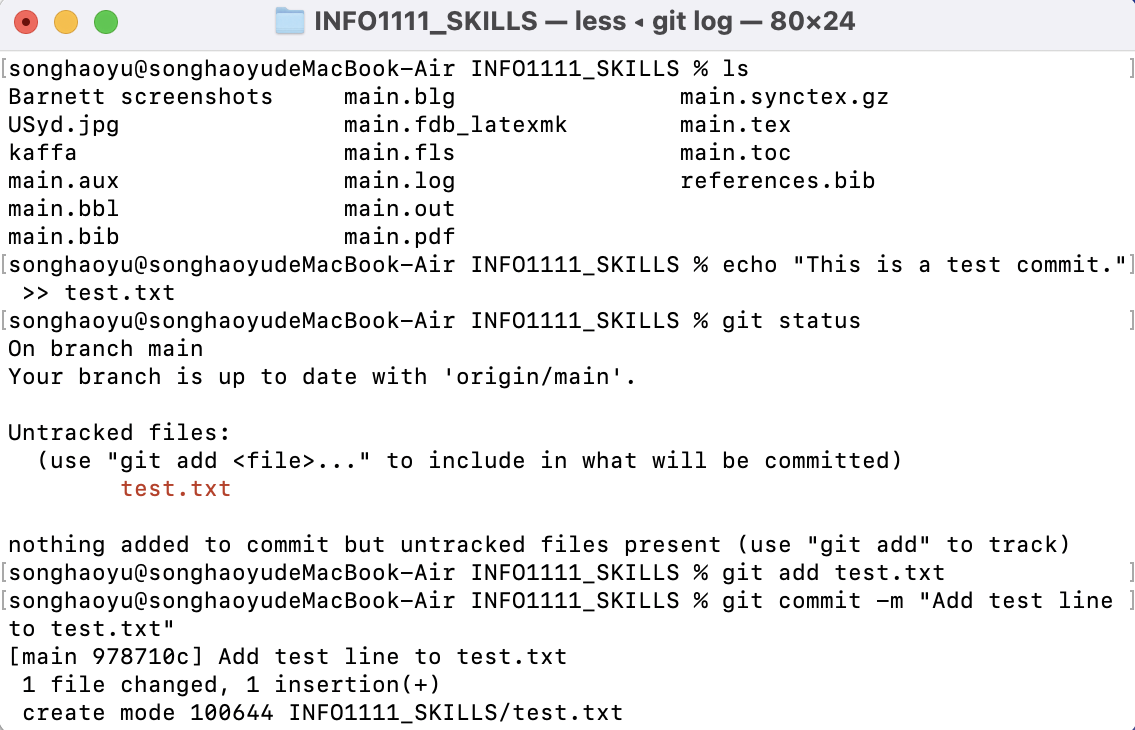 INFO1111_SKILLS — less ◂ git log — 80×24
[songhaoyu@songhaoyudeMacBook-Air INFO1111_SKILLS % ls ]
Barnett screenshots main.blg main.synctex.gz
USyd.jpg main.fdb_latexmk main.tex
kaffa main.fls main.toc
main.aux main.log references.bib
main.bbl main.out
main.bib main.pdf
[songhaoyu@songhaoyudeMacBook-Air INFO1111_SKILLS % echo "This is a test commit."]
 >> test.txt
[songhaoyu@songhaoyudeMacBook-Air INFO1111_SKILLS % git status ]
On branch main
Your branch is up to date with 'origin/main'.
Untracked files:
  (use "git add <file>..." to include in what will be committed)
        test.txt
nothing added to commit but untracked files present (use "git add" to track)
[songhaoyu@songhaoyudeMacBook-Air INFO1111_SKILLS % git add test.txt ]
[songhaoyu@songhaoyudeMacBook-Air INFO1111_SKILLS % git commit -m "Add test line ]
to test.txt"
[main 978710c] Add test line to test.txt
 1 file changed, 1 insertion(+)
 create mode 100644 INFO1111_SKILLS/test.txt